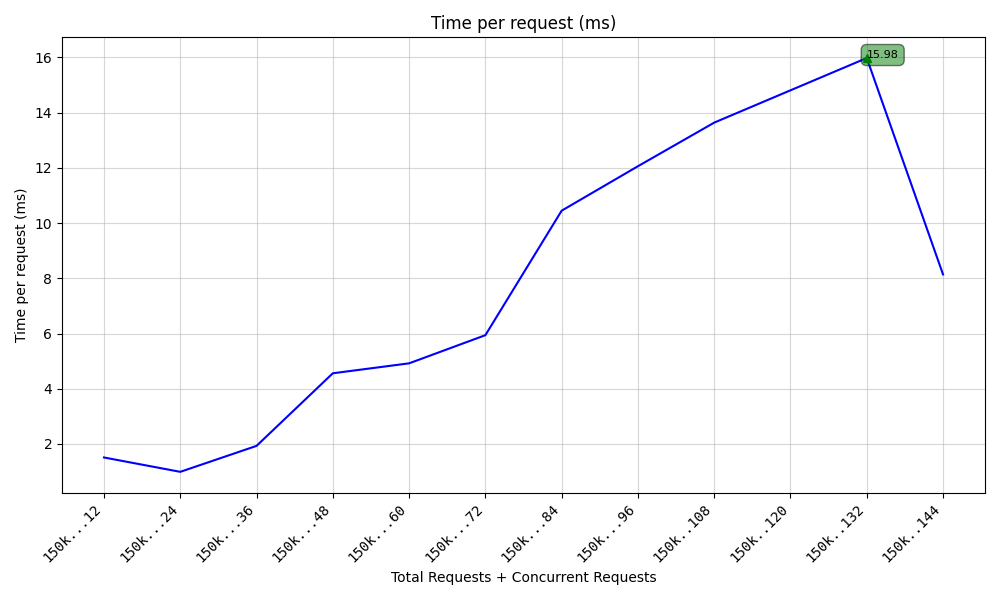 Time per request (ms)
16
14
12
10
8
6
4
2
Time per request (ms)
15.98
150k...12
150k...24
150k...36
150k...48
150k...60
150k...72
150k...84
150k...96
150k..108
150k..120
150k..132
150k..144
Total Requests + Concurrent Requests